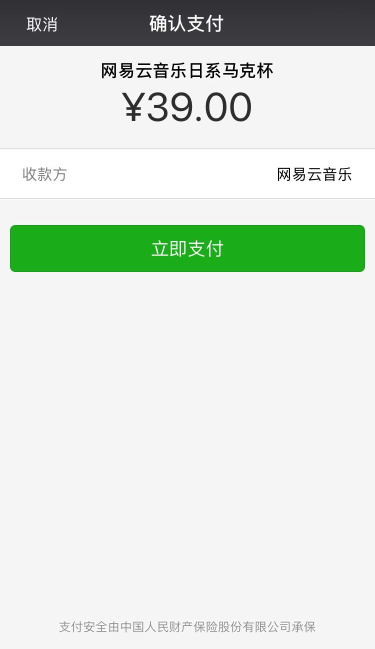 取消 确认支付
网易云音乐日系马克杯
¥39.00
收款方 网易云音乐
立即支付
支付安全由中国人民财产保险股份有限公司承保